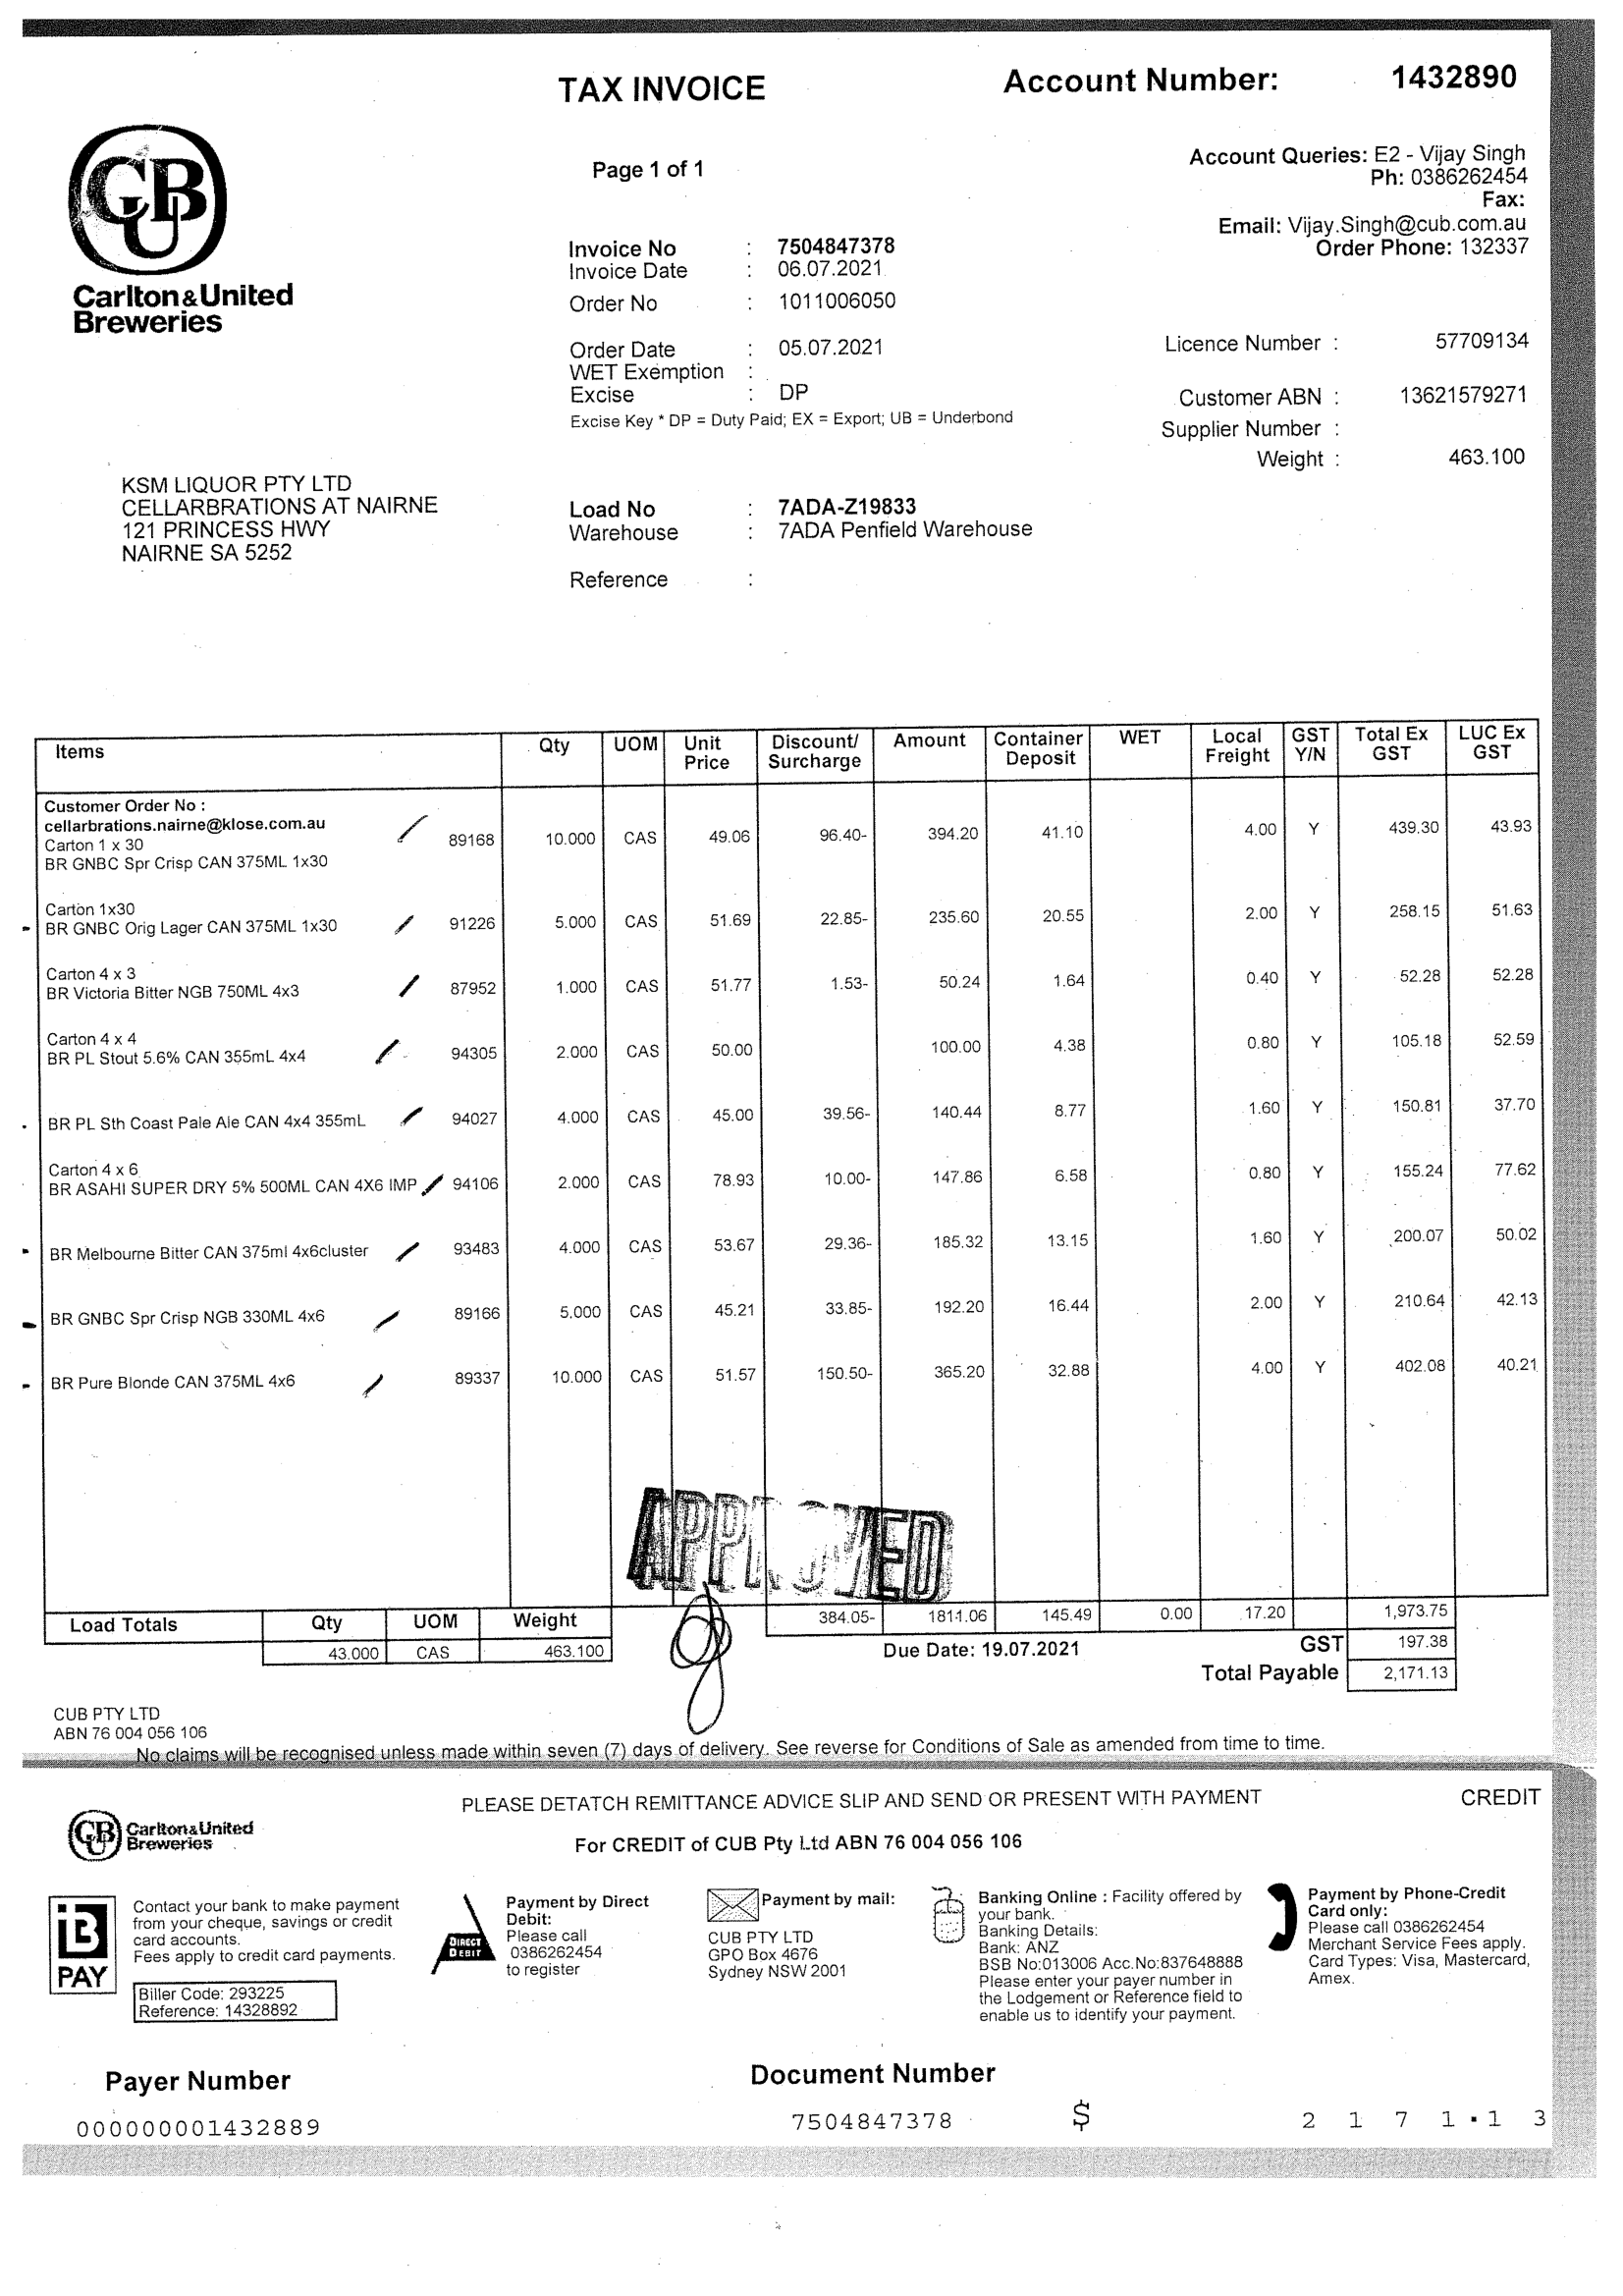 TAX INVOICE
Account Number: 1432890
CUB
Carlton & United
Breweries
Page 1 of 1
Account Queries: E2 - Vijay Singh
Ph: 0386262454
Fax:
Email: Vijay.Singh@cub.com.au
Order Phone: 132337
Invoice No : 7504847378
Invoice Date : 06.07.2021
Order No : 1011006050
Order Date : 05.07.2021
WET Exemption :
Excise : DP
Excise Key * DP = Duty Paid; EX = Export; UB = Underbond
Licence Number : 57709134
Customer ABN : 13621579271
Supplier Number :
Weight : 463.100
KSM LIQUOR PTY LTD
CELLARBRATIONS AT NAIRNE
121 PRINCESS HWY
NAIRNE SA 5252
Load No : 7ADA-Z19833
Warehouse : 7ADA Penfield Warehouse
Reference :
Items Qty UOM Unit Price Discount/ Surcharge Amount Container Deposit WET Local Freight GST Y/N Total Ex GST LUC Ex GST
Customer Order No :
cellarbrations.nairne@klose.com.au
Carton 1 x 30
BR GNBC Spr Crisp CAN 375ML 1x30 89168 10.000 CAS 49.06 96.40- 394.20 41.10 4.00 Y 439.30 43.93
Carton 1x30
BR GNBC Orig Lager CAN 375ML 1x30 91226 5.000 CAS 51.69 22.85- 235.60 20.55 2.00 Y 258.15 51.63
Carton 4 x 3
BR Victoria Bitter NGB 750ML 4x3 87952 1.000 CAS 51.77 1.53- 50.24 1.64 0.40 Y 52.28 52.28
Carton 4 x 4
BR PL Stout 5.6% CAN 355mL 4x4 94305 2.000 CAS 50.00 100.00 4.38 0.80 Y 105.18 52.59
BR PL Sth Coast Pale Ale CAN 4x4 355mL 94027 4.000 CAS 45.00 39.56- 140.44 8.77 1.60 Y 150.81 37.70
Carton 4 x 6
BR ASAHI SUPER DRY 5% 500ML CAN 4X6 IMP 94106 2.000 CAS 78.93 10.00- 147.86 6.58 0.80 Y 155.24 77.62
BR Melbourne Bitter CAN 375ml 4x6cluster 93483 4.000 CAS 53.67 29.36- 185.32 13.15 1.60 Y 200.07 50.02
BR GNBC Spr Crisp NGB 330ML 4x6 89166 5.000 CAS 45.21 33.85- 192.20 16.44 2.00 Y 210.64 42.13
BR Pure Blonde CAN 375ML 4x6 89337 10.000 CAS 51.57 150.50- 365.20 32.88 4.00 Y 402.08 40.21
APPROVED
Load Totals Qty UOM Weight 384.05- 1811.06 145.49 0.00 17.20 1,973.75
43.000 CAS 463.100 Due Date: 19.07.2021 GST 197.38
Total Payable 2,171.13
CUB PTY LTD
ABN 76 004 056 106
No claims will be recognised unless made within seven (7) days of delivery. See reverse for Conditions of Sale as amended from time to time.
PLEASE DETATCH REMITTANCE ADVICE SLIP AND SEND OR PRESENT WITH PAYMENT
CREDIT
CUB Carlton & United
Breweries
For CREDIT of CUB Pty Ltd ABN 76 004 056 106
B
PAY
Contact your bank to make payment
from your cheque, savings or credit
card accounts.
Fees apply to credit card payments.
Biller Code: 293225
Reference: 14328892
DIRECT
DEBIT
Payment by Direct
Debit:
Please call
0386262454
to register
Payment by mail:
CUB PTY LTD
GPO Box 4676
Sydney NSW 2001
Banking Online : Facility offered by
your bank.
Banking Details:
Bank: ANZ
BSB No:013006 Acc.No:837648888
Please enter your payer number in
the Lodgement or Reference field to
enable us to identify your payment.
Payment by Phone-Credit
Card only:
Please call 0386262454
Merchant Service Fees apply.
Card Types: Visa, Mastercard,
Amex.
Payer Number
000000001432889
Document Number
7504847378
$ 2 1 7 1 . 1 3